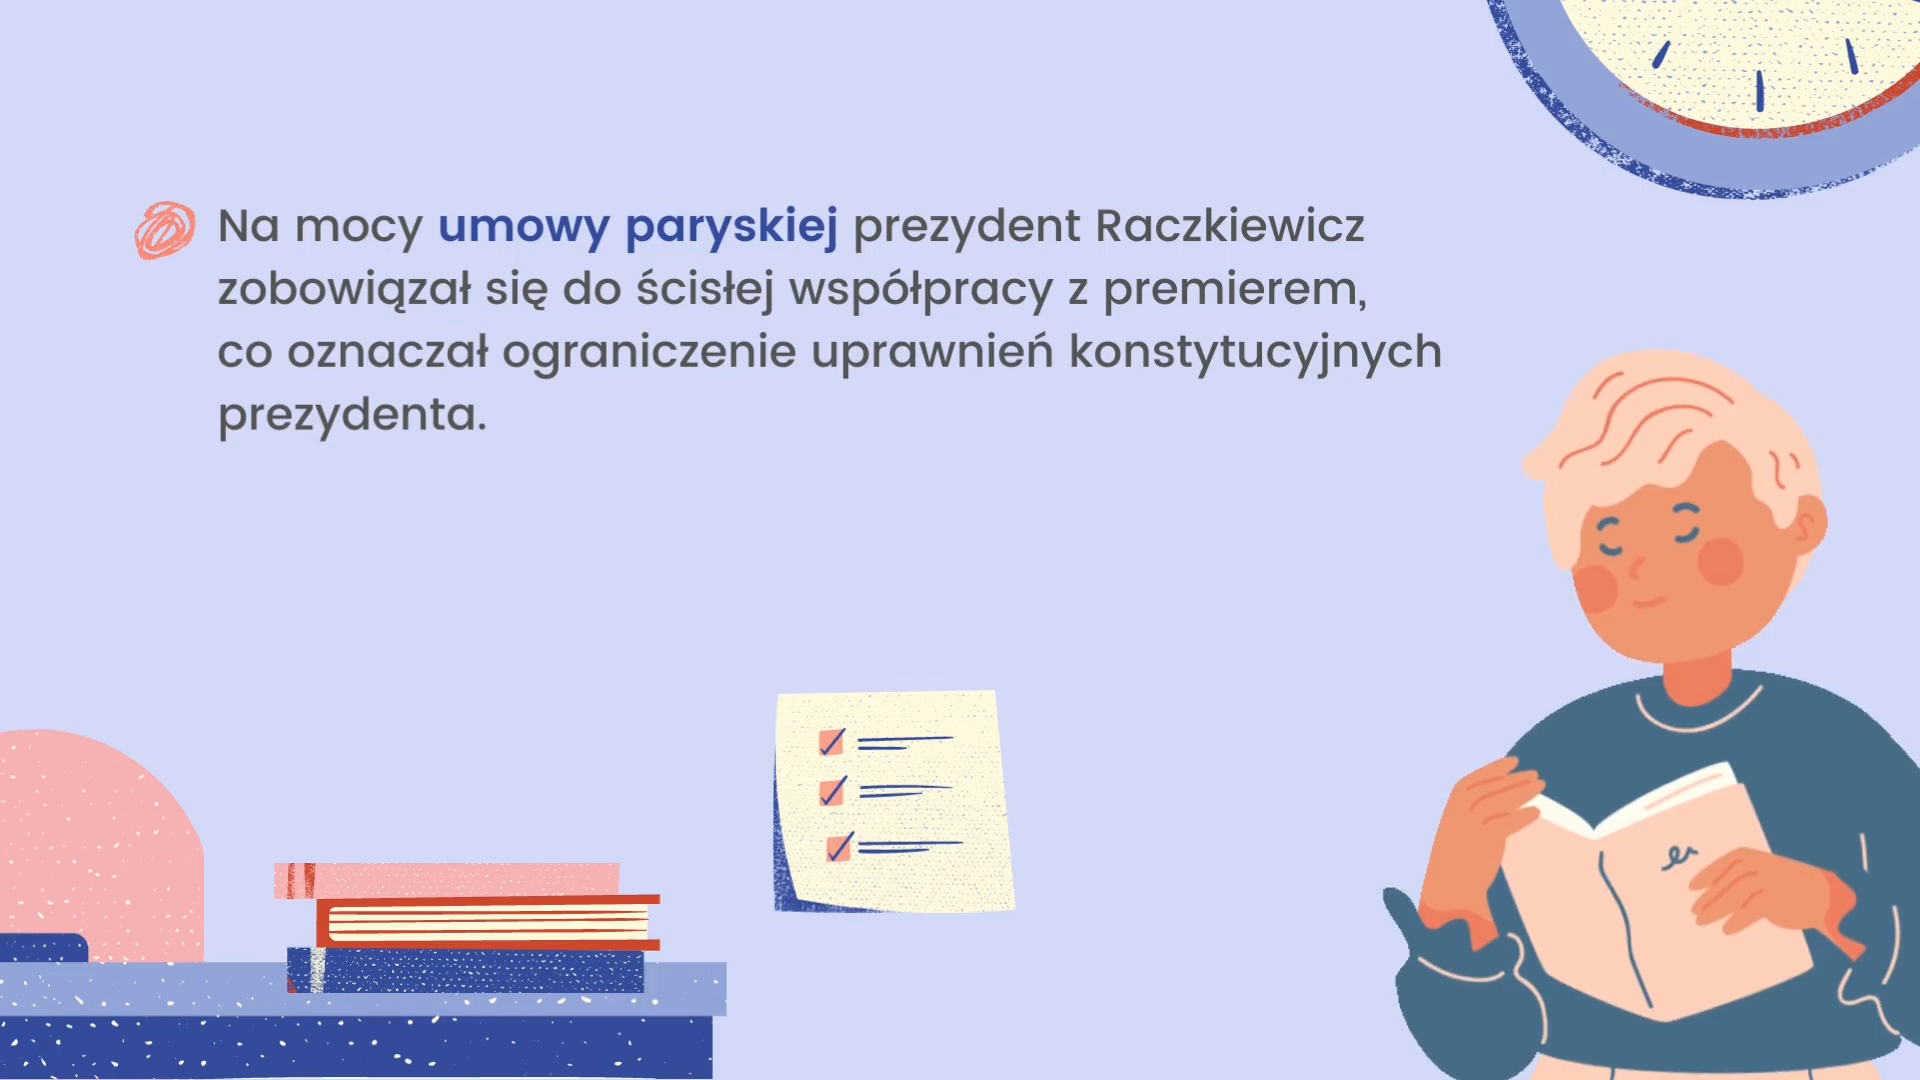 Na mocy umowy paryskiej prezydent Raczkiewicz
zobowiązał się do ścisłej współpracy z premierem,
co oznaczał ograniczenie uprawnień konstytucyjnych
prezydenta.